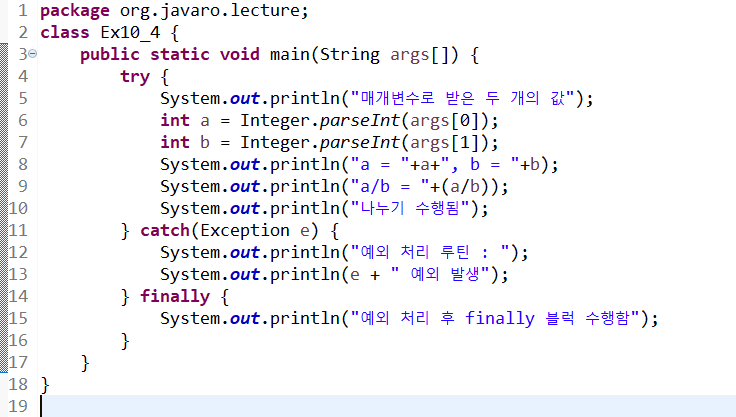 1 package org.javaro.lecture;
2 class Ex10_4 {
3 public static void main(String args[]) {
4 try {
5 System.out.println("매개변수로 받은 두 개의 값");
6 int a = Integer.parseInt(args[0]);
7 int b = Integer.parseInt(args[1]);
8 System.out.println("a = "+a+", b = "+b);
9 System.out.println("a/b = "+(a/b));
10 System.out.println("나누기 수행됨");
11 } catch(Exception e) {
12 System.out.println("예외 처리 루틴 : ");
13 System.out.println(e + " 예외 발생");
14 } finally {
15 System.out.println("예외 처리 후 finally 블럭 수행함");
16 }
17 }
18 }
19